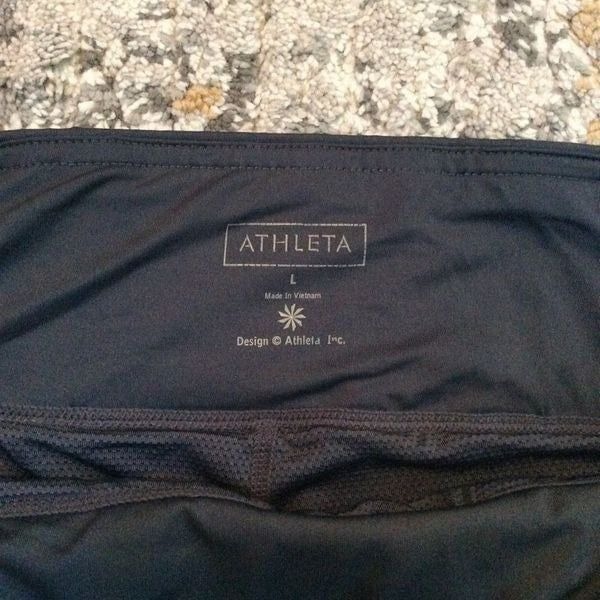 ATHLETA
L
Made In Vietnam
Design © Athleta Inc.